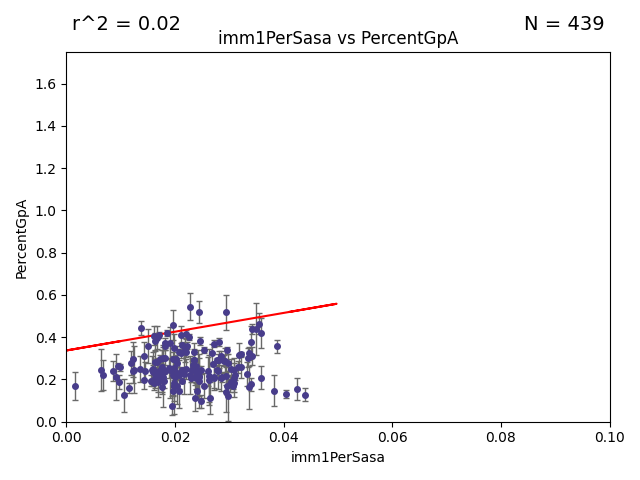 r^2 = 0.02
N = 439
imm1PerSasa vs PercentGpA
PercentGpA
1.6
1.4
1.2
1.0
0.8
0.6
0.4
0.2
0.0
0.00 0.02 0.04 0.06 0.08 0.10
imm1PerSasa